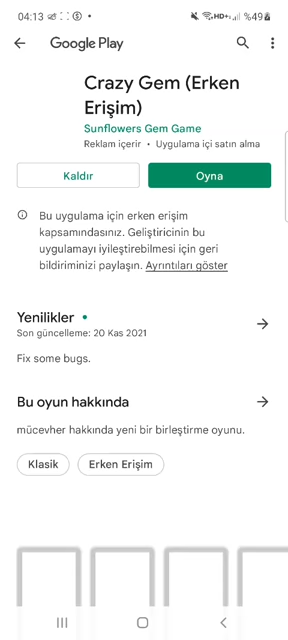 04:13
HD+ %49
Google Play
Crazy Gem (Erken
Erişim)
Sunflowers Gem Game
Reklam içerir • Uygulama içi satın alma
Kaldır
Oyna
Bu uygulama için erken erişim
kapsamındasınız. Geliştiricinin bu
uygulamayı iyileştirebilmesi için geri
bildiriminizi paylaşın. Ayrıntıları göster
Yenilikler •
Son güncelleme: 20 Kas 2021
Fix some bugs.
Bu oyun hakkında
mücevher hakkında yeni bir birleştirme oyunu.
Klasik
Erken Erişim